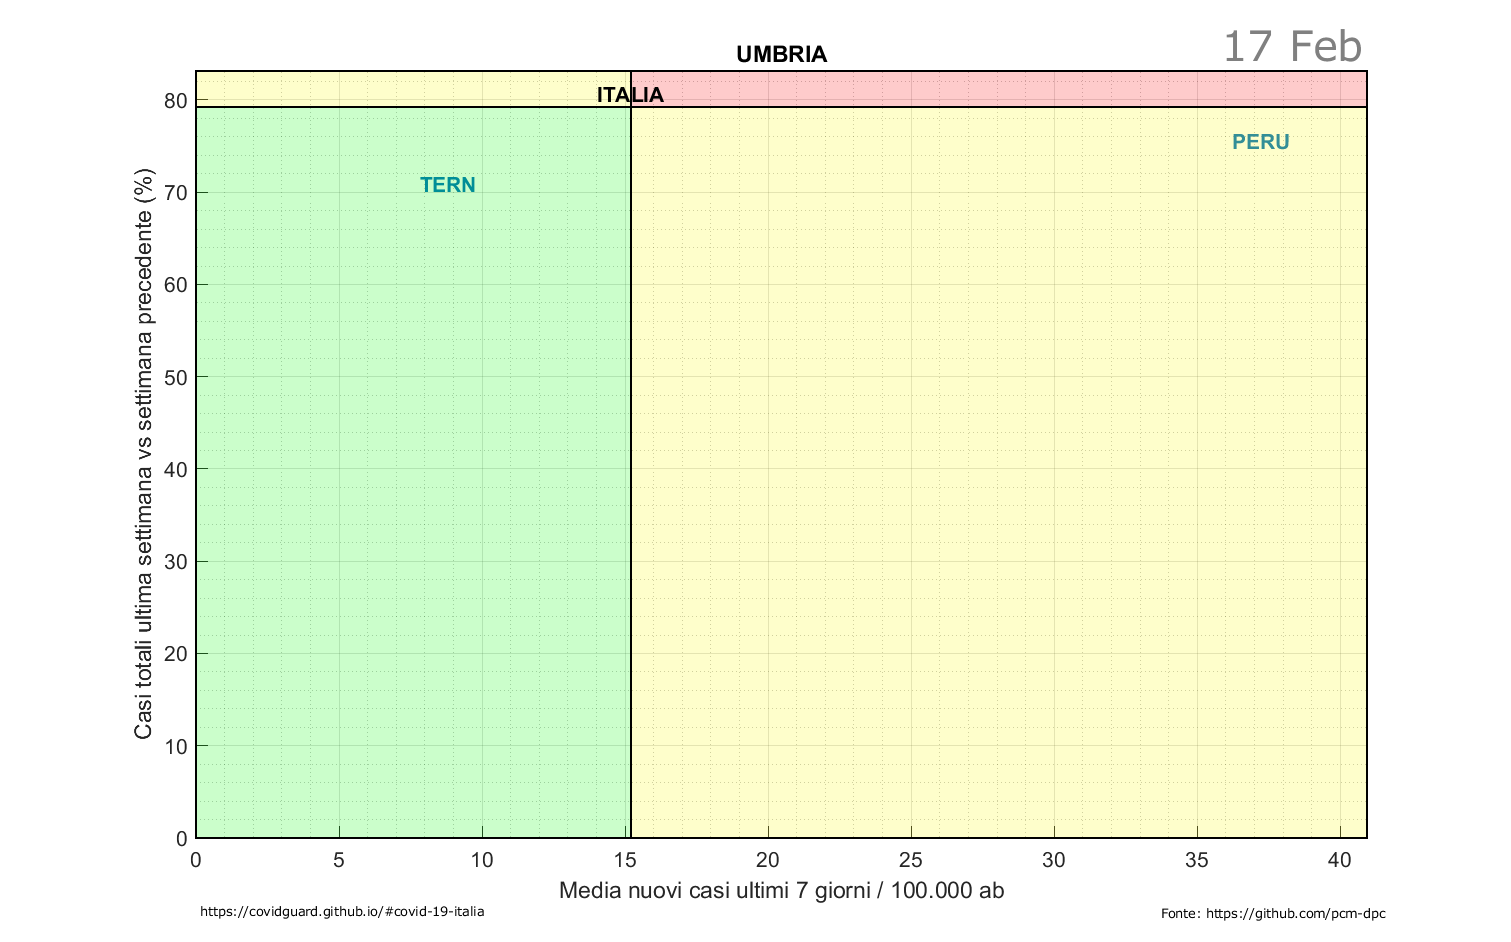 17 Feb
UMBRIA
ITALIA
PERU
TERN
Casi totali ultima settimana vs settimana precedente (%)
80
70
60
50
40
30
20
10
0
0 5 10 15 20 25 30 35 40
Media nuovi casi ultimi 7 giorni / 100.000 ab
https://covidguard.github.io/#covid-19-italia
Fonte: https://github.com/pcm-dpc